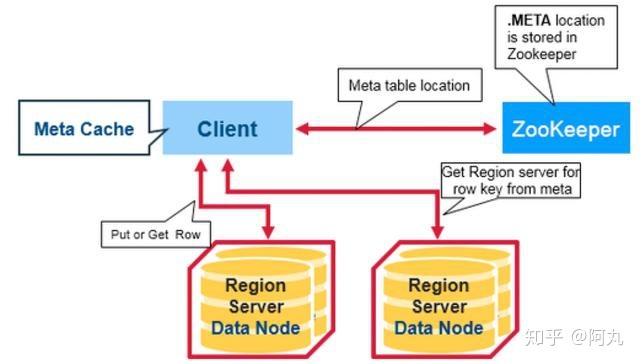 .META location
is stored in
Zookeeper
Meta table location
Meta Cache
Client
ZooKeeper
Get Region server for
row key from meta
Put or Get Row
Region
Server
Data Node
Region
Server
Data Node
知乎 @阿丸